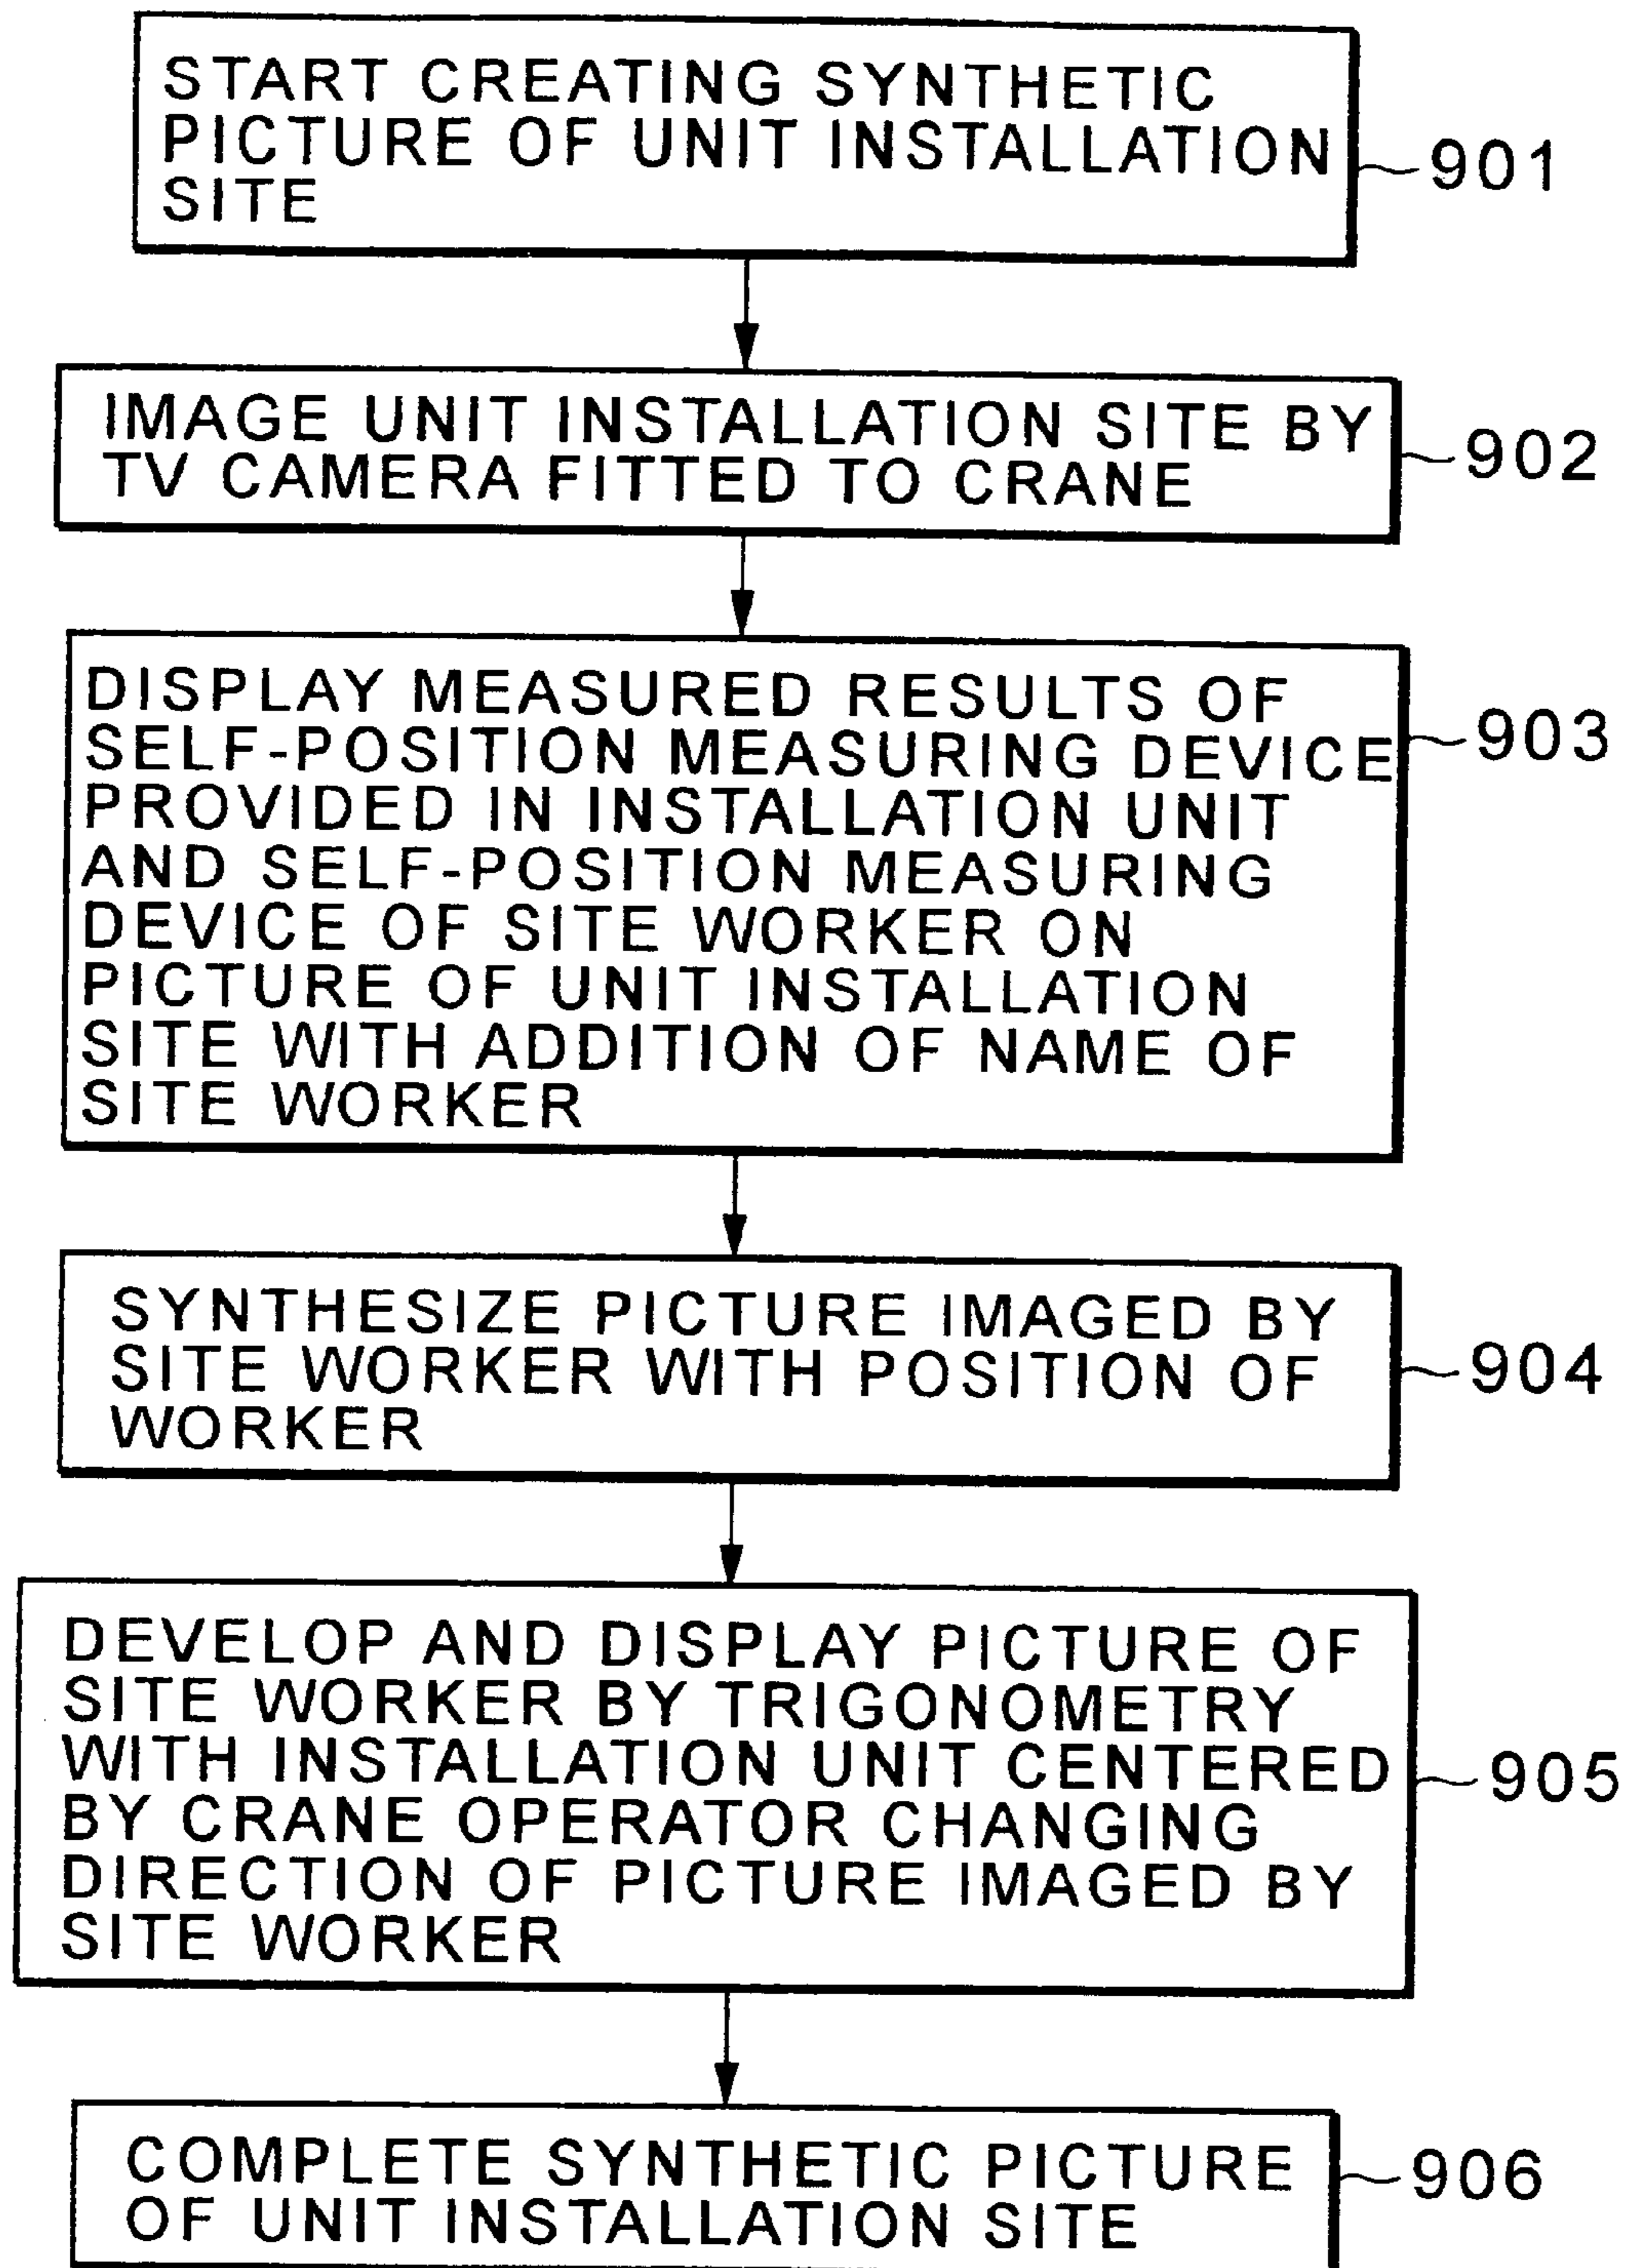 START CREATING SYNTHETIC
PICTURE OF UNIT INSTALLATION
SITE
901
IMAGE UNIT INSTALLATION SITE BY
TV CAMERA FITTED TO CRANE
902
DISPLAY MEASURED RESULTS OF
SELF-POSITION MEASURING DEVICE
PROVIDED IN INSTALLATION UNIT
AND SELF-POSITION MEASURING
DEVICE OF SITE WORKER ON
PICTURE OF UNIT INSTALLATION
SITE WITH ADDITION OF NAME OF
SITE WORKER
903
SYNTHESIZE PICTURE IMAGED BY
SITE WORKER WITH POSITION OF
WORKER
904
DEVELOP AND DISPLAY PICTURE OF
SITE WORKER BY TRIGONOMETRY
WITH INSTALLATION UNIT CENTERED
BY CRANE OPERATOR CHANGING
DIRECTION OF PICTURE IMAGED BY
SITE WORKER
905
COMPLETE SYNTHETIC PICTURE
OF UNIT INSTALLATION SITE
906